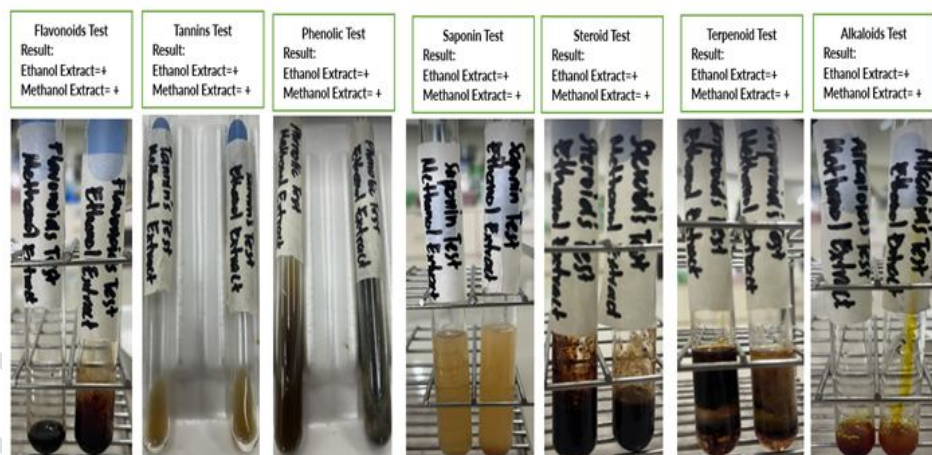 Flavonoids Test
Result:
Ethanol Extract=+
Methanol Extract= +
Tannins Test
Result:
Ethanol Extract=+
Methanol Extract= +
Phenolic Test
Result:
Ethanol Extract=+
Methanol Extract= +
Saponin Test
Result:
Ethanol Extract=+
Methanol Extract= +
Steroid Test
Result:
Ethanol Extract=+
Methanol Extract= +
Terpenoid Test
Result:
Ethanol Extract=+
Methanol Extract= +
Alkaloids Test
Result:
Ethanol Extract=+
Methanol Extract= +
Flavonoids Test
Methanol Extract
Flavonoids Test
Ethanol Extract
Tannins Test
Methanol Extract
Tannins Test
Ethanol Extract
Phenolic Test
Methanol Extract
Phenolic Test
Ethanol Extract
Saponin Test
Methanol Extract
Saponin Test
Ethanol Extract
Steroids Test
Ethanol Extract
Steroids Test
Methanol Extract
Test
Ethanol Extract
Test
Methanol Extract
Alkaloids Test
Methanol Extract
Alkaloids Test
Ethanol Extract